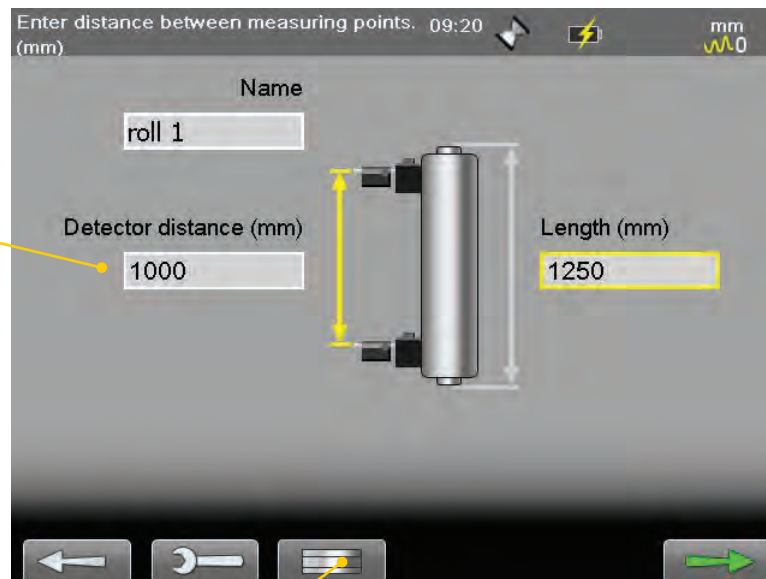 Enter distance between measuring points. 09:20
(mm)
mm
0
Name
roll 1
Detector distance (mm)
1000
Length (mm)
1250